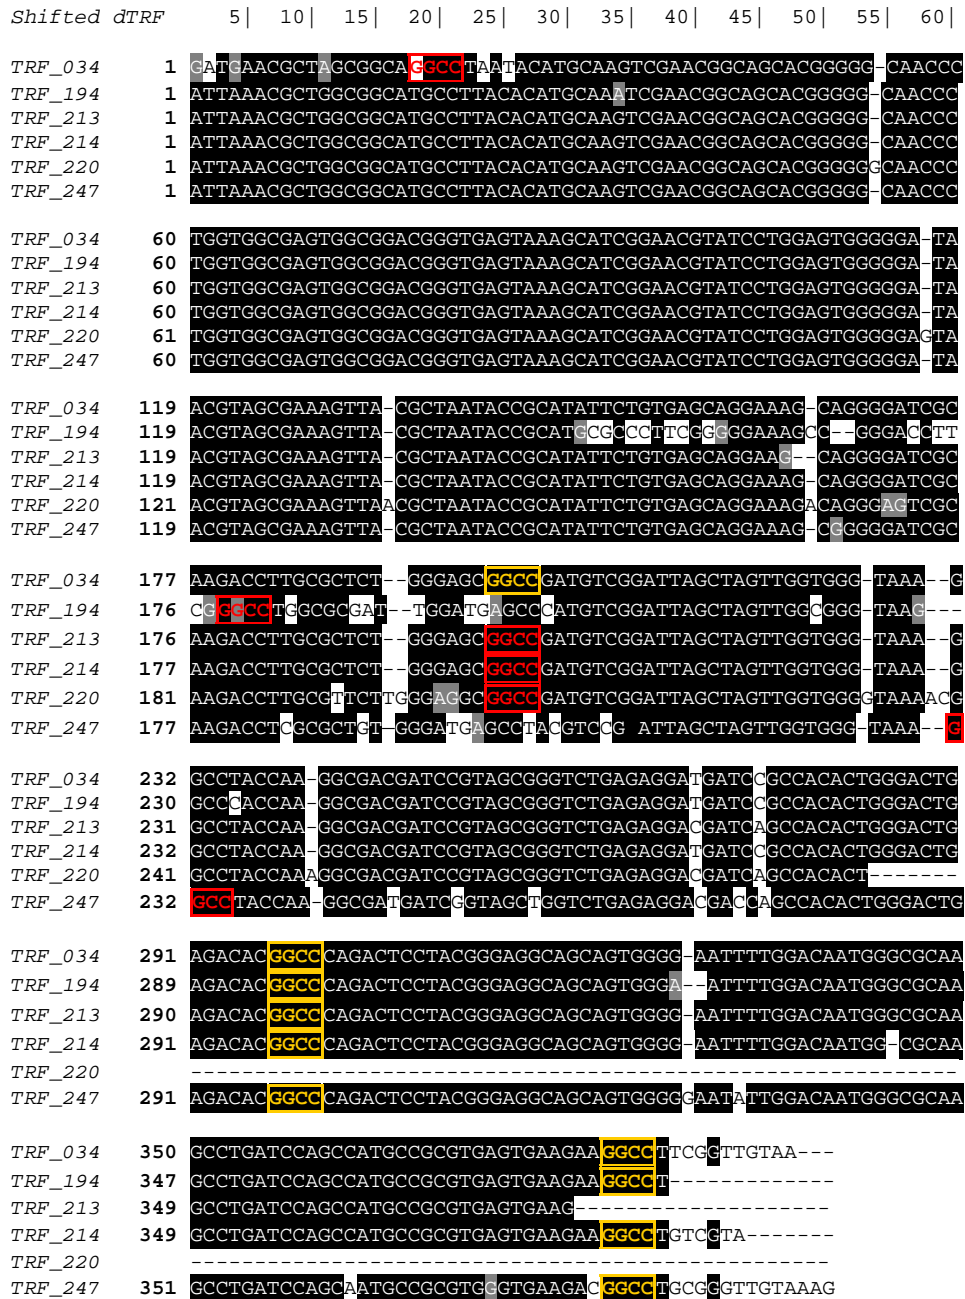 Shifted dTRF 5| 10| 15| 20| 25| 30| 35| 40| 45| 50| 55| 60|
TRF_034 1 GATGAACGCTAGCGGCAGGCCTAATACATGCAAGTCGAACGGCAGCACGGGGG-CAACCC
TRF_194 1 ATTAAACGCTGGCGGCATGCCTTACACATGCAAATCGAACGGCAGCACGGGGG-CAACCC
TRF_213 1 ATTAAACGCTGGCGGCATGCCTTACACATGCAAGTCGAACGGCAGCACGGGGG-CAACCC
TRF_214 1 ATTAAACGCTGGCGGCATGCCTTACACATGCAAGTCGAACGGCAGCACGGGGG-CAACCC
TRF_220 1 ATTAAACGCTGGCGGCATGCCTTACACATGCAAGTCGAACGGCAGCACGGGGGGCAACCC
TRF_247 1 ATTAAACGCTGGCGGCATGCCTTACACATGCAAGTCGAACGGCAGCACGGGGG-CAACCC
TRF_034 60 TGGTGGCGAGTGGCGGACGGGTGAGTAAAGCATCGGAACGTATCCTGGAGTGGGGGA-TA
TRF_194 60 TGGTGGCGAGTGGCGGACGGGTGAGTAAAGCATCGGAACGTATCCTGGAGTGGGGGA-TA
TRF_213 60 TGGTGGCGAGTGGCGGACGGGTGAGTAAAGCATCGGAACGTATCCTGGAGTGGGGGA-TA
TRF_214 60 TGGTGGCGAGTGGCGGACGGGTGAGTAAAGCATCGGAACGTATCCTGGAGTGGGGGA-TA
TRF_220 61 TGGTGGCGAGTGGCGGACGGGTGAGTAAAGCATCGGAACGTATCCTGGAGTGGGGGAGTA
TRF_247 60 TGGTGGCGAGTGGCGGACGGGTGAGTAAAGCATCGGAACGTATCCTGGAGTGGGGGA-TA
TRF_034 119 ACGTAGCGAAAGTTA-CGCTAATACCGCATATTCTGTGAGCAGGAAAG-CAGGGGATCGC
TRF_194 119 ACGTAGCGAAAGTTA-CGCTAATACCGCATGCGCCCTTCGGGGGAAAGCC--GGGACCTT
TRF_213 119 ACGTAGCGAAAGTTA-CGCTAATACCGCATATTCTGTGAGCAGGAAG--CAGGGGATCGC
TRF_214 119 ACGTAGCGAAAGTTA-CGCTAATACCGCATATTCTGTGAGCAGGAAAG-CAGGGGATCGC
TRF_220 121 ACGTAGCGAAAGTTAACGCTAATACCGCATATTCTGTGAGCAGGAAAGACAGGGAGTCGC
TRF_247 119 ACGTAGCGAAAGTTA-CGCTAATACCGCATATTCTGTGAGCAGGAAAG-CGGGGGATCGC
TRF_034 177 AAGACCTTGCGCTCT--GGGAGCGGCCGATGTCGGATTAGCTAGTTGGTGGG-TAAA--G
TRF_194 176 CGGGCCTGGCGCGAT--TGGATGAGCCCATGTCGGATTAGCTAGTTGGCGGG-TAAG---
TRF_213 176 AAGACCTTGCGCTCT--GGGAGCGGCCGATGTCGGATTAGCTAGTTGGTGGG-TAAA--G
TRF_214 177 AAGACCTTGCGCTCT--GGGAGCGGCCGATGTCGGATTAGCTAGTTGGTGGG-TAAA--G
TRF_220 181 AAGACCTTGCGTTCTTGGGAGGCGGCCGATGTCGGATTAGCTAGTTGGTGGGGTAAAACG
TRF_247 177 AAGACCTCGCGCTGT-GGGATGAGCCTACGTCCG ATTAGCTAGTTGGTGGG-TAAA--G
TRF_034 232 GCCTACCAA-GGCGACGATCCGTAGCGGGTCTGAGAGGATGATCCGCCACACTGGGACTG
TRF_194 230 GCCCACCAA-GGCGACGATCCGTAGCGGGTCTGAGAGGATGATCCGCCACACTGGGACTG
TRF_213 231 GCCTACCAA-GGCGACGATCCGTAGCGGGTCTGAGAGGACGATCAGCCACACTGGGACTG
TRF_214 232 GCCTACCAA-GGCGACGATCCGTAGCGGGTCTGAGAGGATGATCCGCCACACTGGGACTG
TRF_220 241 GCCTACCAAAGGCGACGATCCGTAGCGGGTCTGAGAGGACGATCAGCCACACT-------
TRF_247 232 GCCTACCAA-GGCGATGATCGGTAGCTGGTCTGAGAGGACGACCAGCCACACTGGGACTG
TRF_034 291 AGACACGGCCCAGACTCCTACGGGAGGCAGCAGTGGGG-AATTTTGGACAATGGGCGCAA
TRF_194 289 AGACACGGCCCAGACTCCTACGGGAGGCAGCAGTGGGA--ATTTTGGACAATGGGCGCAA
TRF_213 290 AGACACGGCCCAGACTCCTACGGGAGGCAGCAGTGGGG-AATTTTGGACAATGGGCGCAA
TRF_214 291 AGACACGGCCCAGACTCCTACGGGAGGCAGCAGTGGGG-AATTTTGGACAATGG-CGCAA
TRF_220 ------------------------------------------------------------
TRF_247 291 AGACACGGCCCAGACTCCTACGGGAGGCAGCAGTGGGGGAATATTGGACAATGGGCGCAA
TRF_034 350 GCCTGATCCAGCCATGCCGCGTGAGTGAAGAAGGCCTTCGGTTGTAA---
TRF_194 347 GCCTGATCCAGCCATGCCGCGTGAGTGAAGAAGGCCT-------------
TRF_213 349 GCCTGATCCAGCCATGCCGCGTGAGTGAAG--------------------
TRF_214 349 GCCTGATCCAGCCATGCCGCGTGAGTGAAGAAGGCCTGTCGTA-------
TRF_220 --------------------------------------------------
TRF_247 351 GCCTGATCCAGCAATGCCGCGTGGGTGAAGACGGCCTGCGGGTTGTAAAG